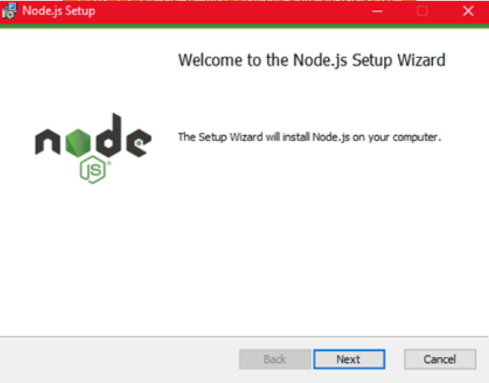 Node.js Setup
Welcome to the Node.js Setup Wizard
The Setup Wizard will install Node.js on your computer.
node
JS
Back
Next
Cancel